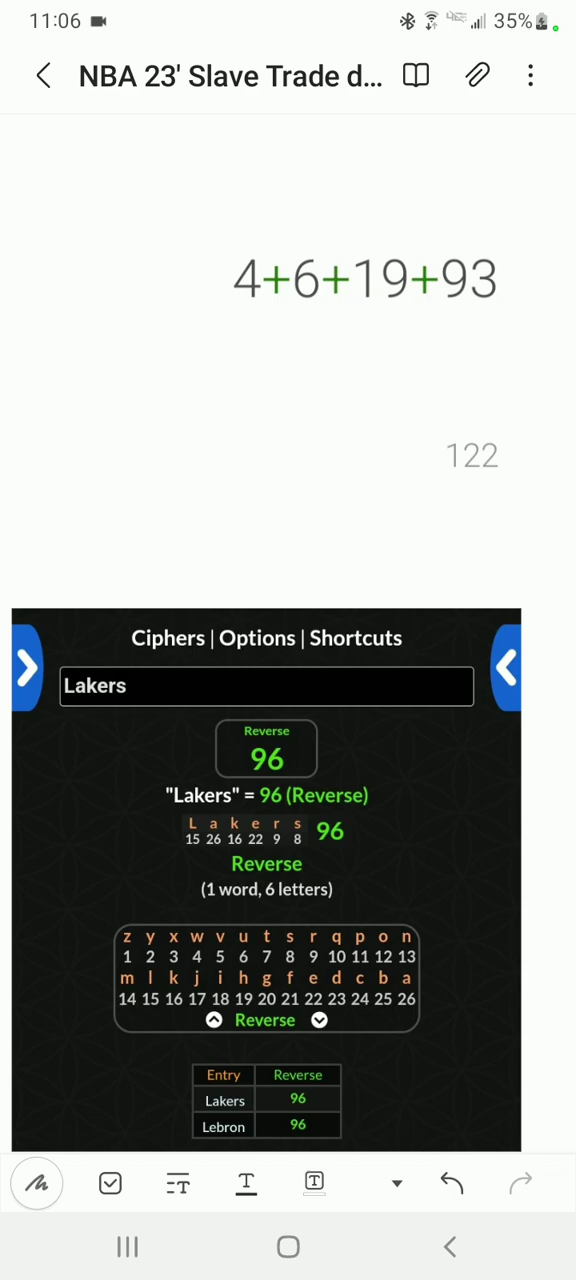 11:06 35%
NBA 23' Slave Trade d...
4+6+19+93
122
Ciphers | Options | Shortcuts
Lakers
Reverse
96
"Lakers" = 96 (Reverse)
L a k e r s 96
15 26 16 22 9 8
Reverse
(1 word, 6 letters)
z y x w v u t s r q p o n
1 2 3 4 5 6 7 8 9 10 11 12 13
m l k j i h g f e d c b a
14 15 16 17 18 19 20 21 22 23 24 25 26
Reverse
Entry Reverse
Lakers 96
Lebron 96
T T T